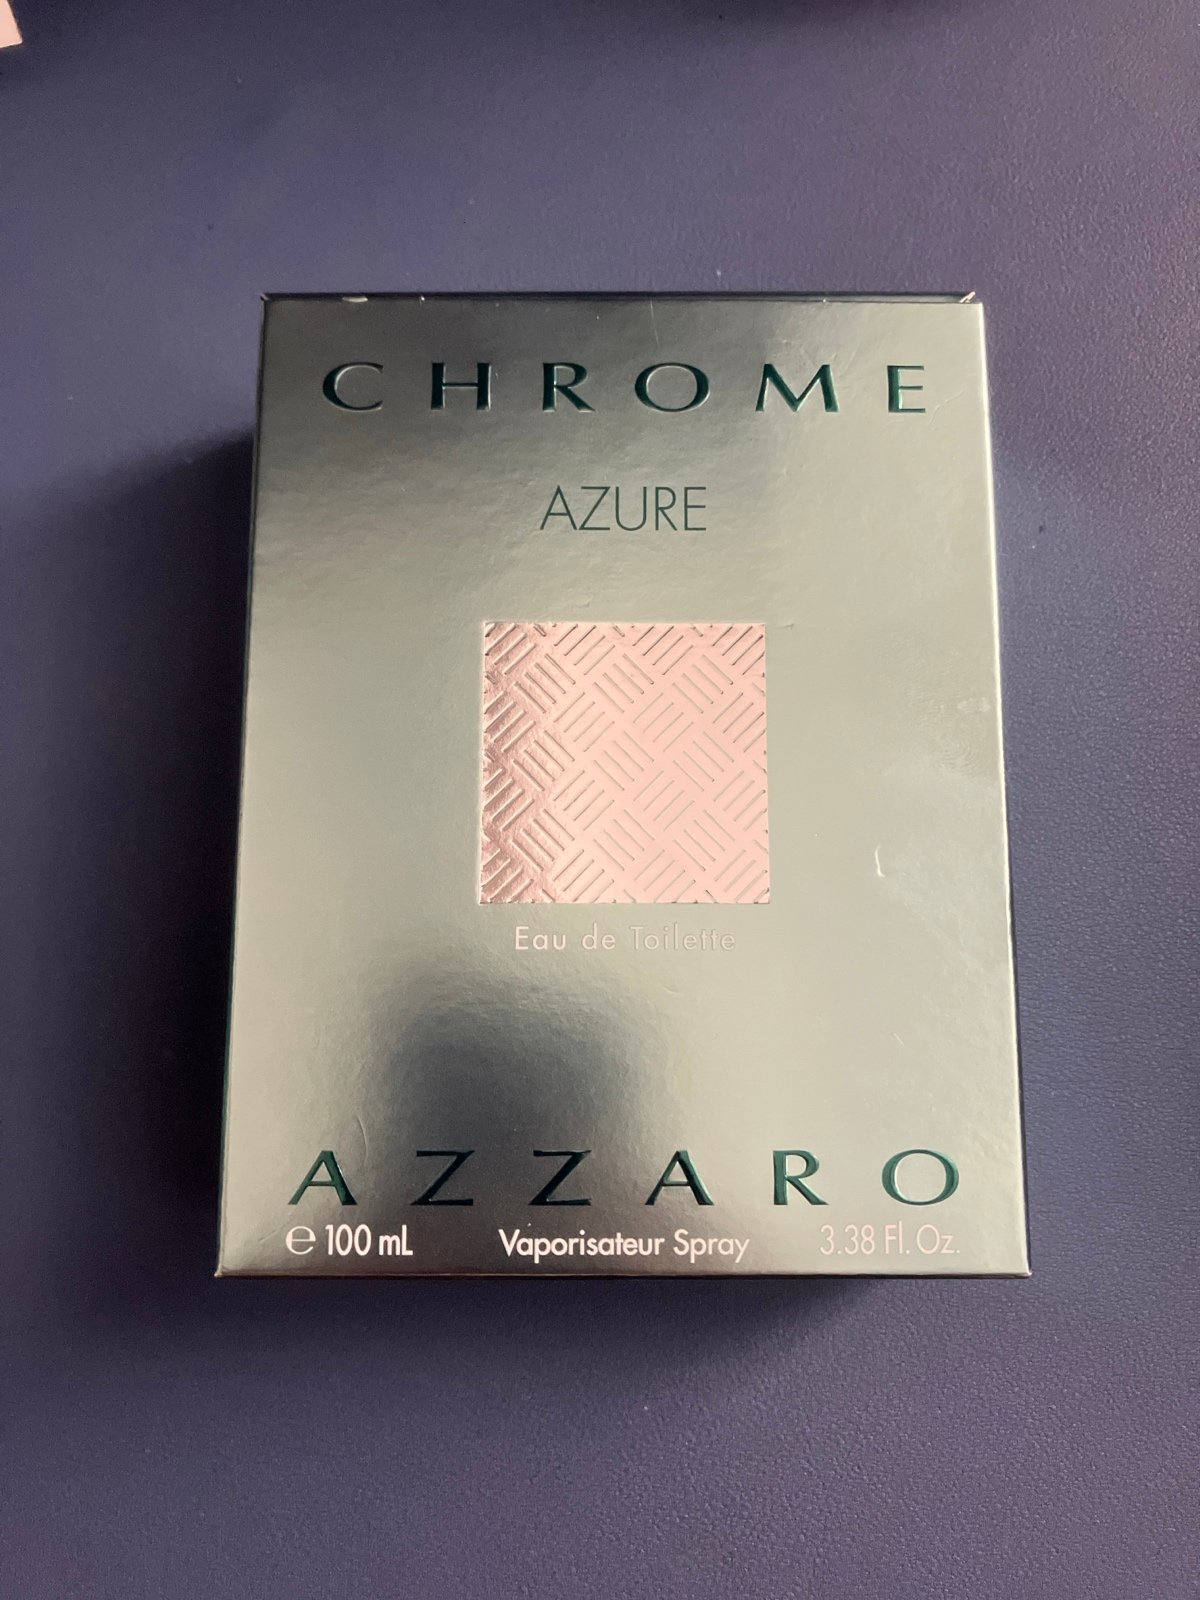 CHROME
AZURE
Eau de Toilette
AZZARO
℮ 100 mL Vaporisateur Spray 3.38 Fl. Oz.